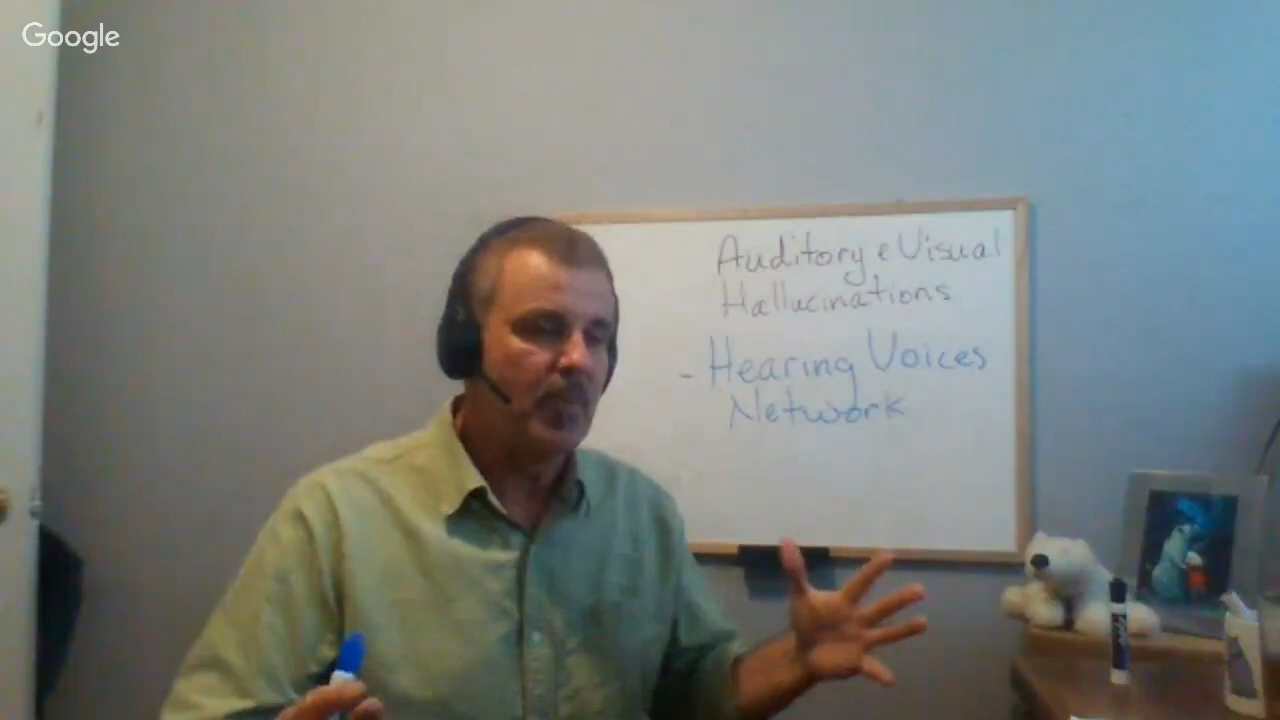 Google
Auditory e Visual
Hallucinations
- Hearing Voices
Network